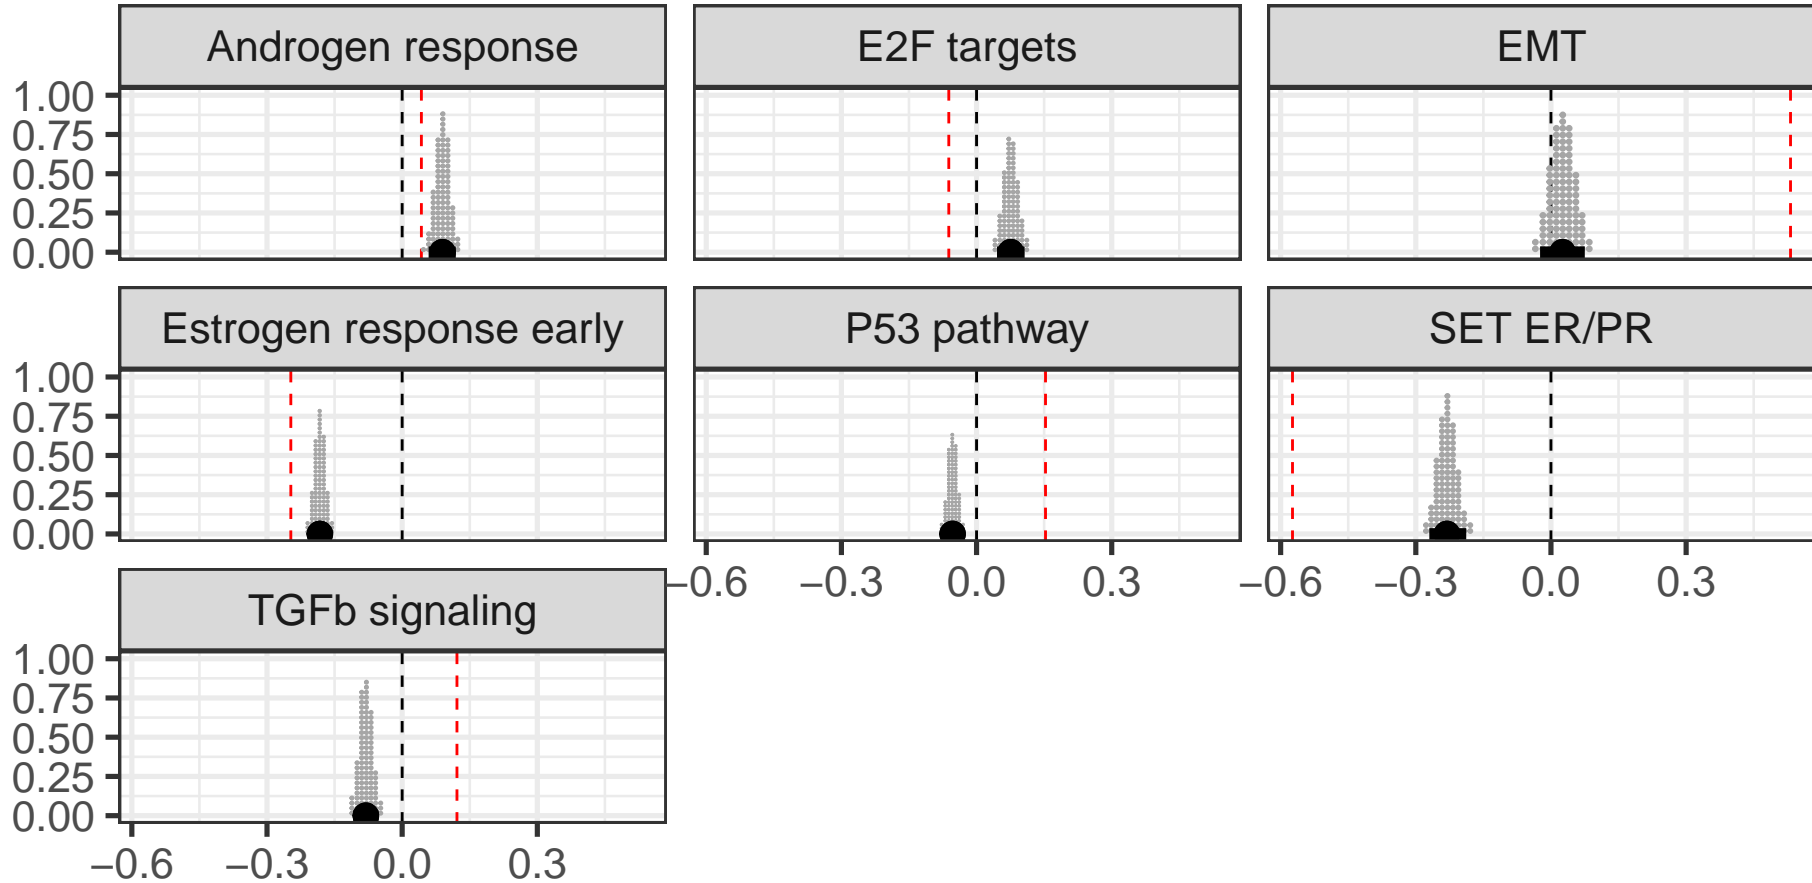 Androgen response
E2F targets
EMT
1.00
0.75
0.50
0.25
0.00
Estrogen response early
P53 pathway
SET ER/PR
1.00
0.75
0.50
0.25
0.00
−0.6 −0.3 0.0 0.3
−0.6 −0.3 0.0 0.3
TGFb signaling
1.00
0.75
0.50
0.25
0.00
−0.6 −0.3 0.0 0.3